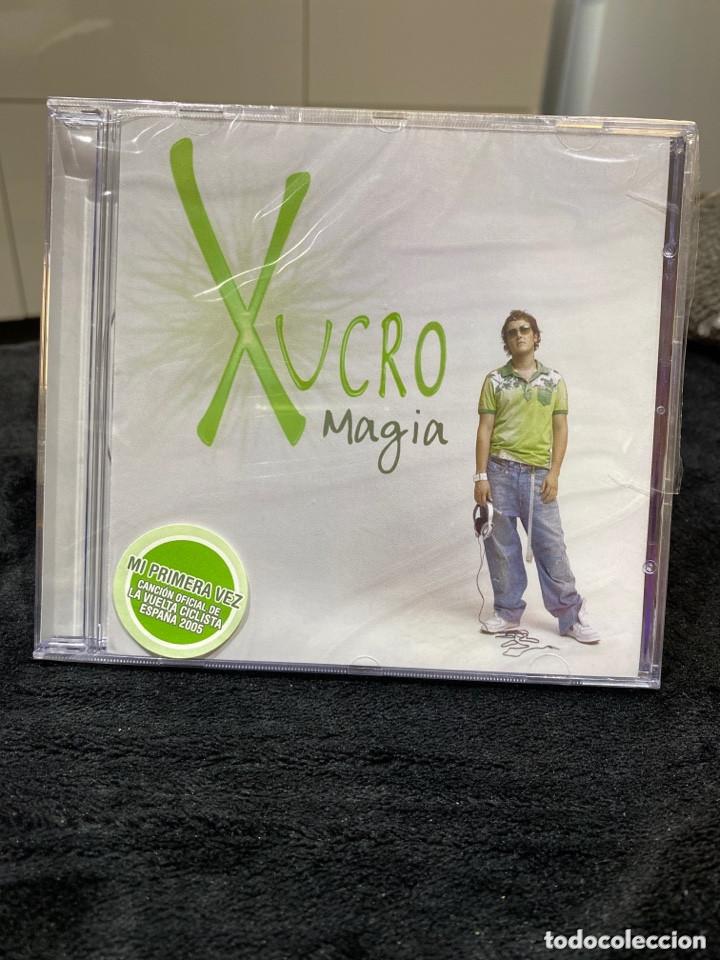 XUCRO
Magia
MI PRIMERA VEZ
CANCIÓN OFICIAL DE
LA VUELTA CICLISTA
ESPAÑA 2005
todocoleccion